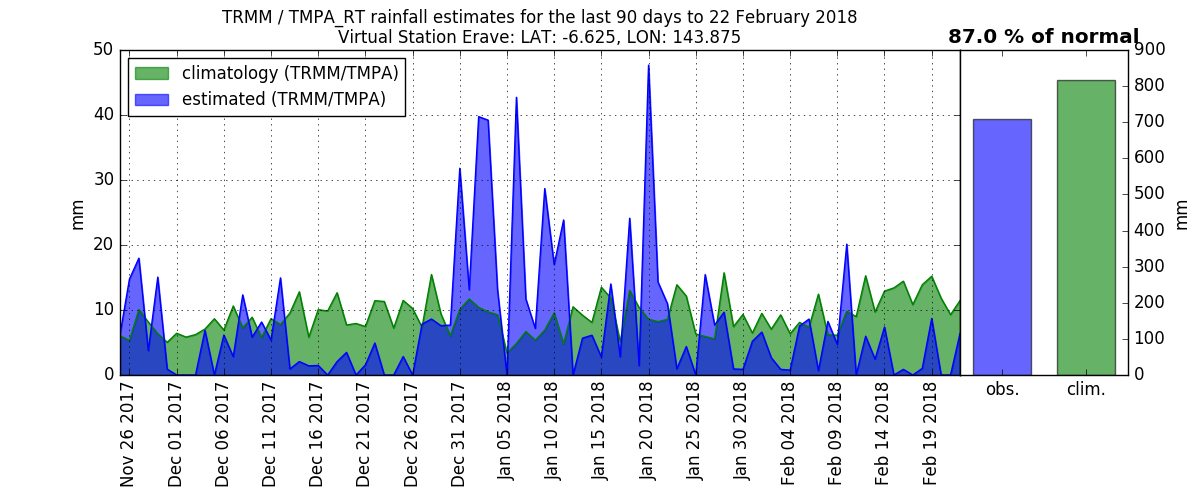 TRMM / TMPA_RT rainfall estimates for the last 90 days to 22 February 2018
Virtual Station Erave: LAT: -6.625, LON: 143.875
87.0 % of normal
climatology (TRMM/TMPA)
estimated (TRMM/TMPA)
50
40
30
20
10
0
mm
Nov 26 2017
Dec 01 2017
Dec 06 2017
Dec 11 2017
Dec 16 2017
Dec 21 2017
Dec 26 2017
Dec 31 2017
Jan 05 2018
Jan 10 2018
Jan 15 2018
Jan 20 2018
Jan 25 2018
Jan 30 2018
Feb 04 2018
Feb 09 2018
Feb 14 2018
Feb 19 2018
obs.
clim.
900
800
700
600
500
400
300
200
100
0
mm